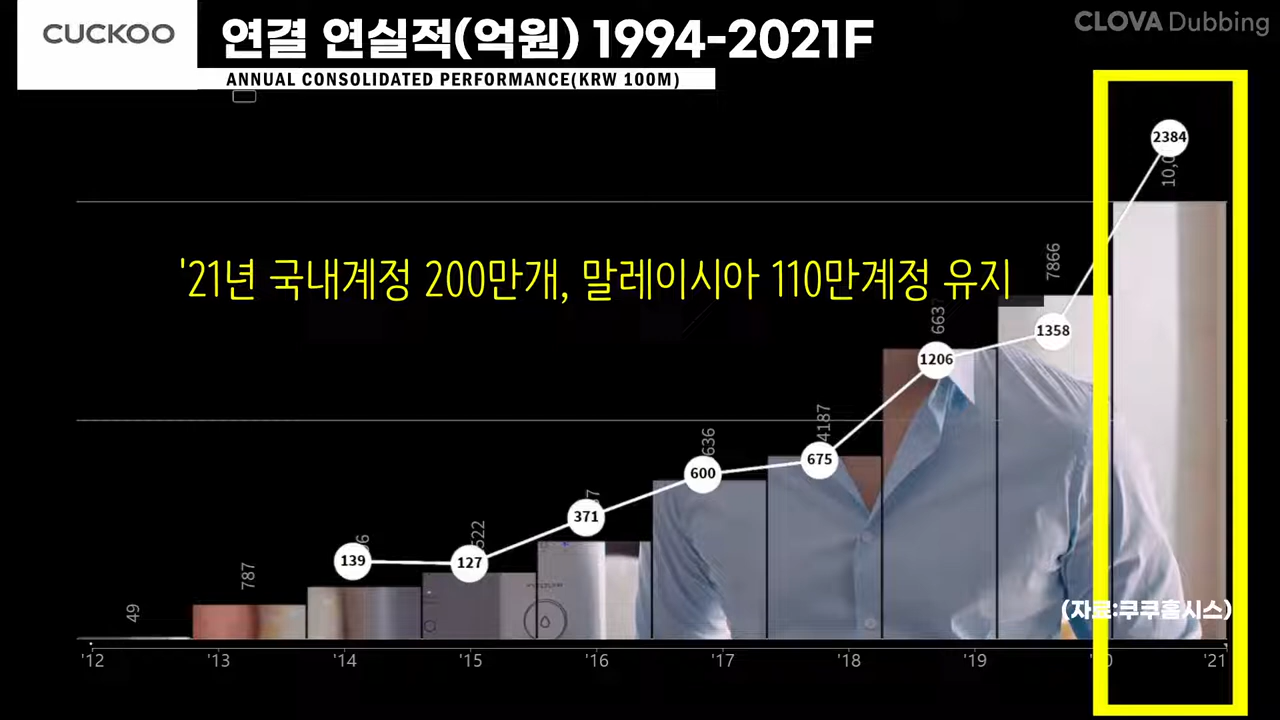 CUCKOO
연결 연실적(억원) 1994-2021F
CLOVA Dubbing
ANNUAL CONSOLIDATED PERFORMANCE(KRW 100M)
2384
'21년 국내계정 200만개, 말레이시아 110만계정 유지
7866
6637
1358
1206
4187
675
600
371
139
127
787
49
(자료:쿠쿠홈시스)
'12 '13 '14 '15 '16 '17 '18 '19 '21